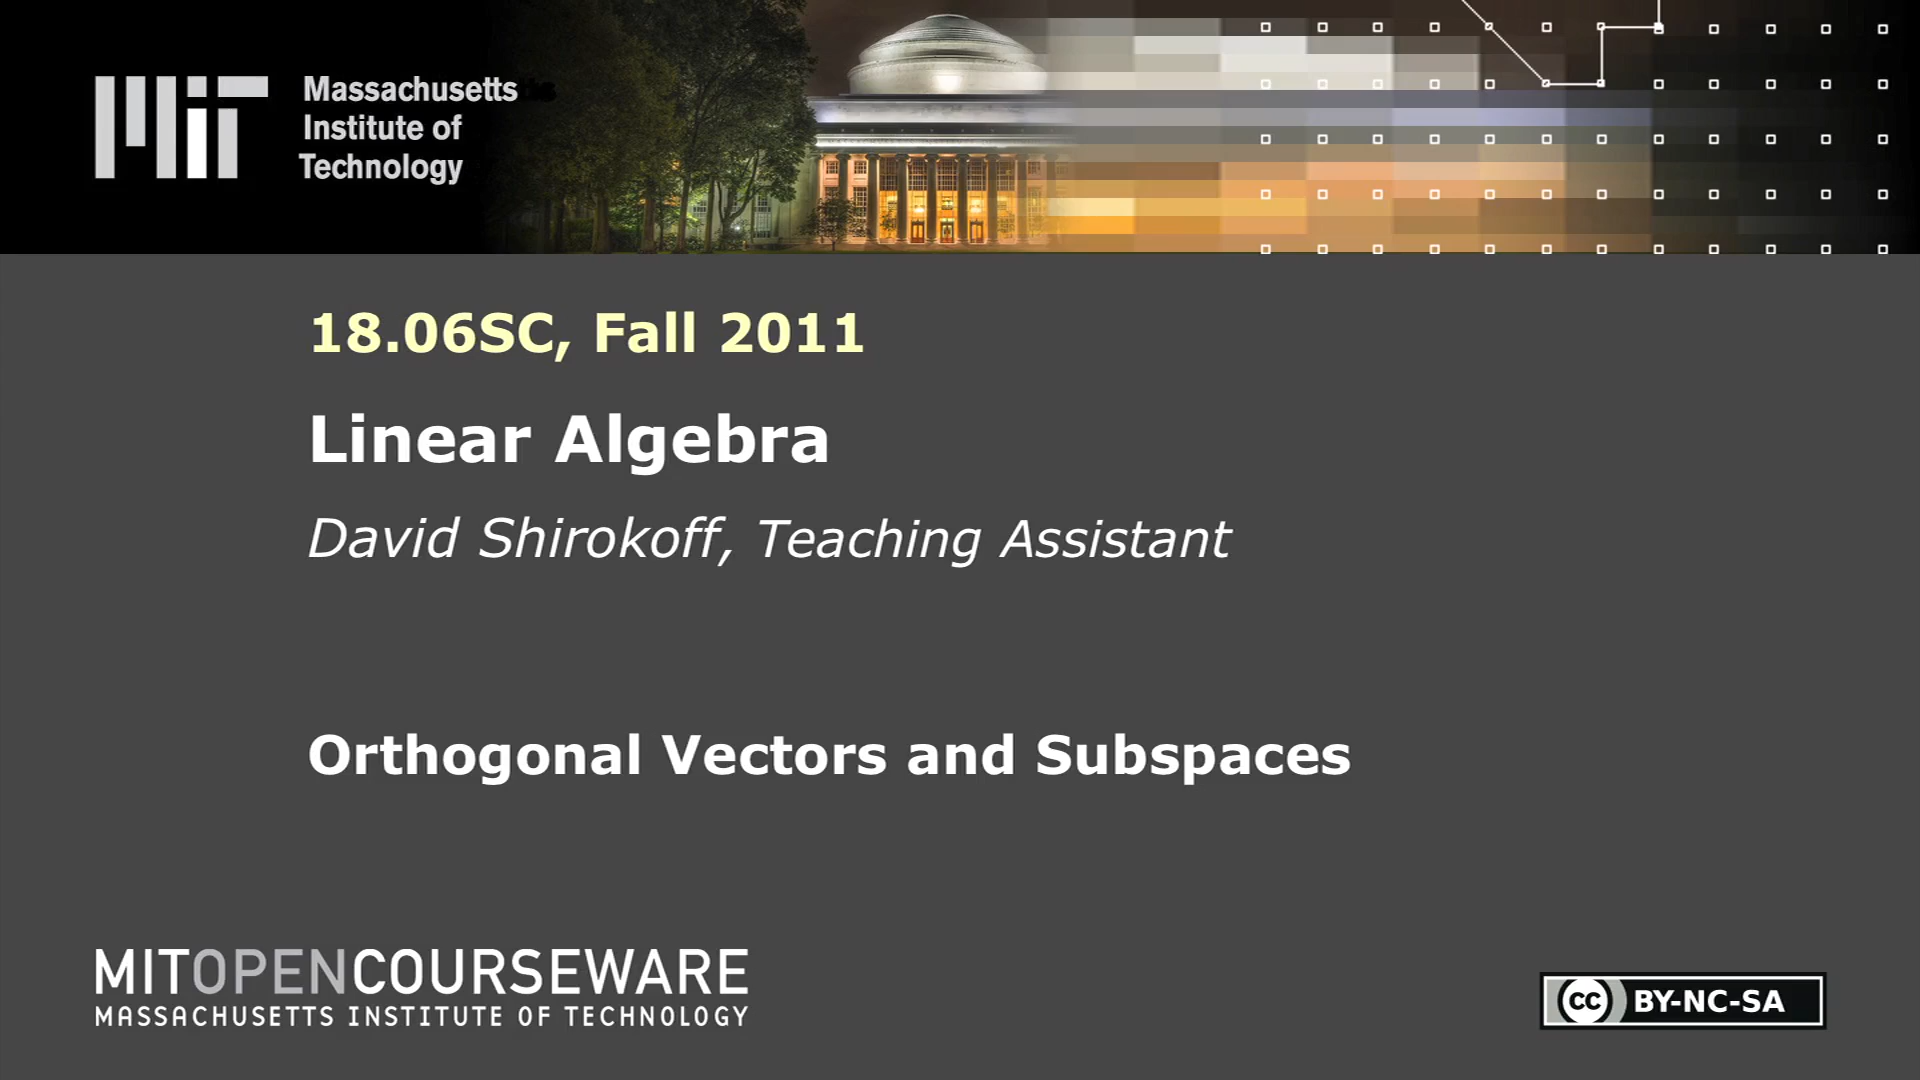 Massachusetts
Institute of
Technology
18.06SC, Fall 2011
Linear Algebra
David Shirokoff, Teaching Assistant
Orthogonal Vectors and Subspaces
MITOPENCOURSEWARE
MASSACHUSETTS INSTITUTE OF TECHNOLOGY
cc BY-NC-SA